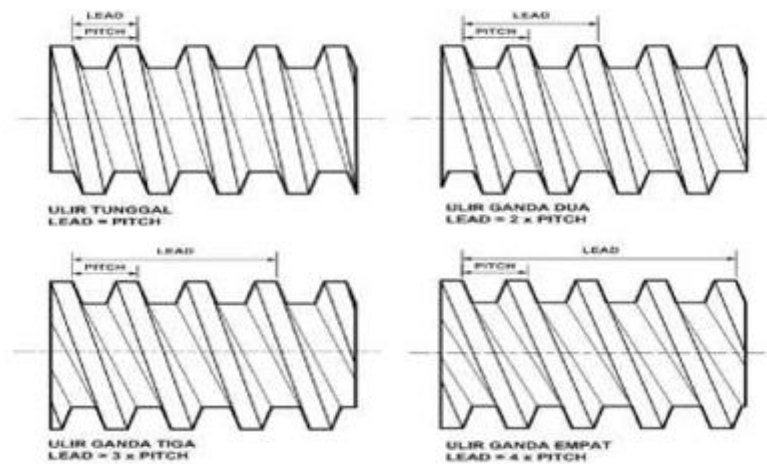 LEAD
PITCH
ULIR TUNGGAL
LEAD = PITCH
LEAD
PITCH
ULIR GANDA DUA
LEAD = 2 x PITCH
LEAD
PITCH
ULIR GANDA TIGA
LEAD = 3 x PITCH
LEAD
PITCH
ULIR GANDA EMPAT
LEAD = 4 x PITCH